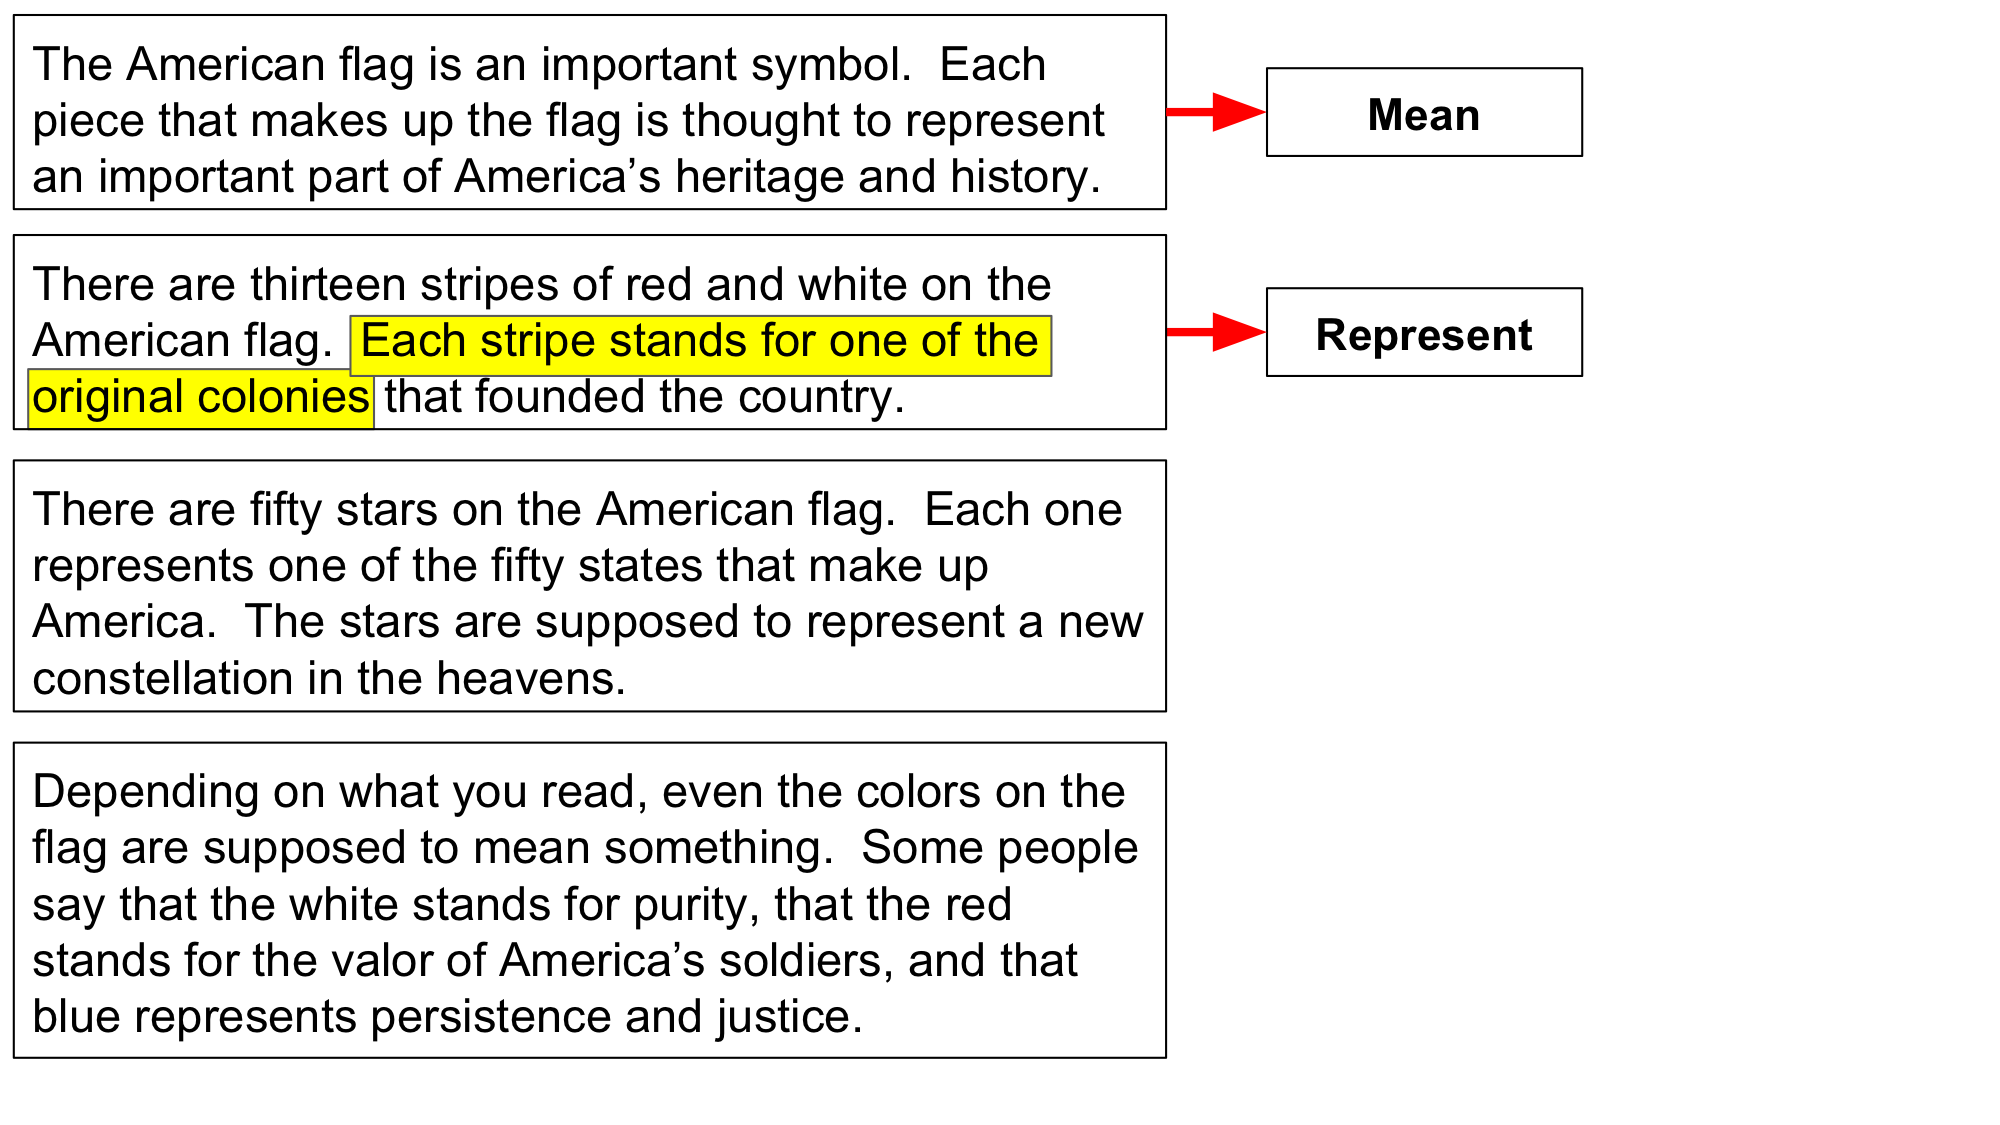 The American flag is an important symbol.  Each
piece that makes up the flag is thought to represent
an important part of America’s heritage and history.
Mean
There are thirteen stripes of red and white on the
American flag.  Each stripe stands for one of the
original colonies that founded the country.
Represent
There are fifty stars on the American flag.  Each one
represents one of the fifty states that make up
America.  The stars are supposed to represent a new
constellation in the heavens.
Depending on what you read, even the colors on the
flag are supposed to mean something.  Some people
say that the white stands for purity, that the red
stands for the valor of America’s soldiers, and that
blue represents persistence and justice.